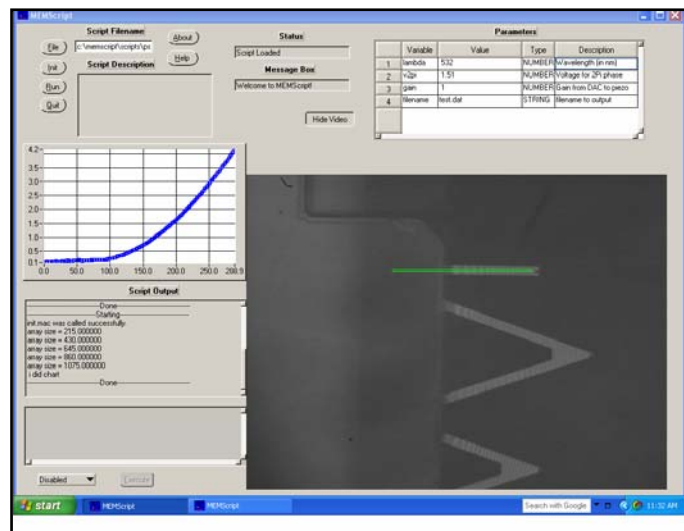 MEMScript
Script Filename
File
c:\memscript\scripts\ps
About
Status
Script Loaded
Init
Script Description
Help
Message Box
Welcome to MEMScript!
Run
Quit
Hide Video
Parameters
Variable Value Type Description
1 lambda 532 NUMBER Wavelength (in nm)
2 v2pi 1.51 NUMBER Voltage for 2Pi phase
3 gain 1 NUMBER Gain from DAC to piezo
4 filename test.dat STRING filename to output
4.2
3.5
3.0
2.5
2.0
1.5
1.0
0.5
0.1
0.0 50.0 100.0 150.0 200.0 250.0 288.9
Script Output
Done
Starting
init.mac was called successfully.
array size = 215.000000
array size = 430.000000
array size = 645.000000
array size = 860.000000
array size = 1075.000000
i did chart
Done
Disabled
Execute
start MEMScript MEMScript Search with Google 11:32 AM